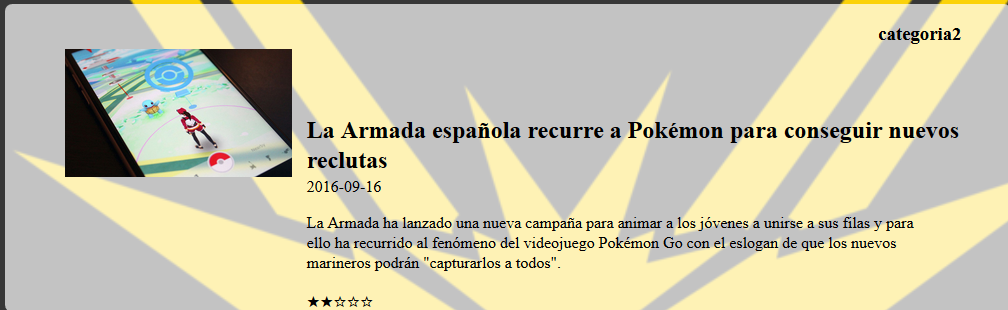 categoria2
La Armada española recurre a Pokémon para conseguir nuevos
reclutas
2016-09-16
La Armada ha lanzado una nueva campaña para animar a los jóvenes a unirse a sus filas y para
ello ha recurrido al fenómeno del videojuego Pokémon Go con el eslogan de que los nuevos
marineros podrán "capturarlos a todos".
★★☆☆☆